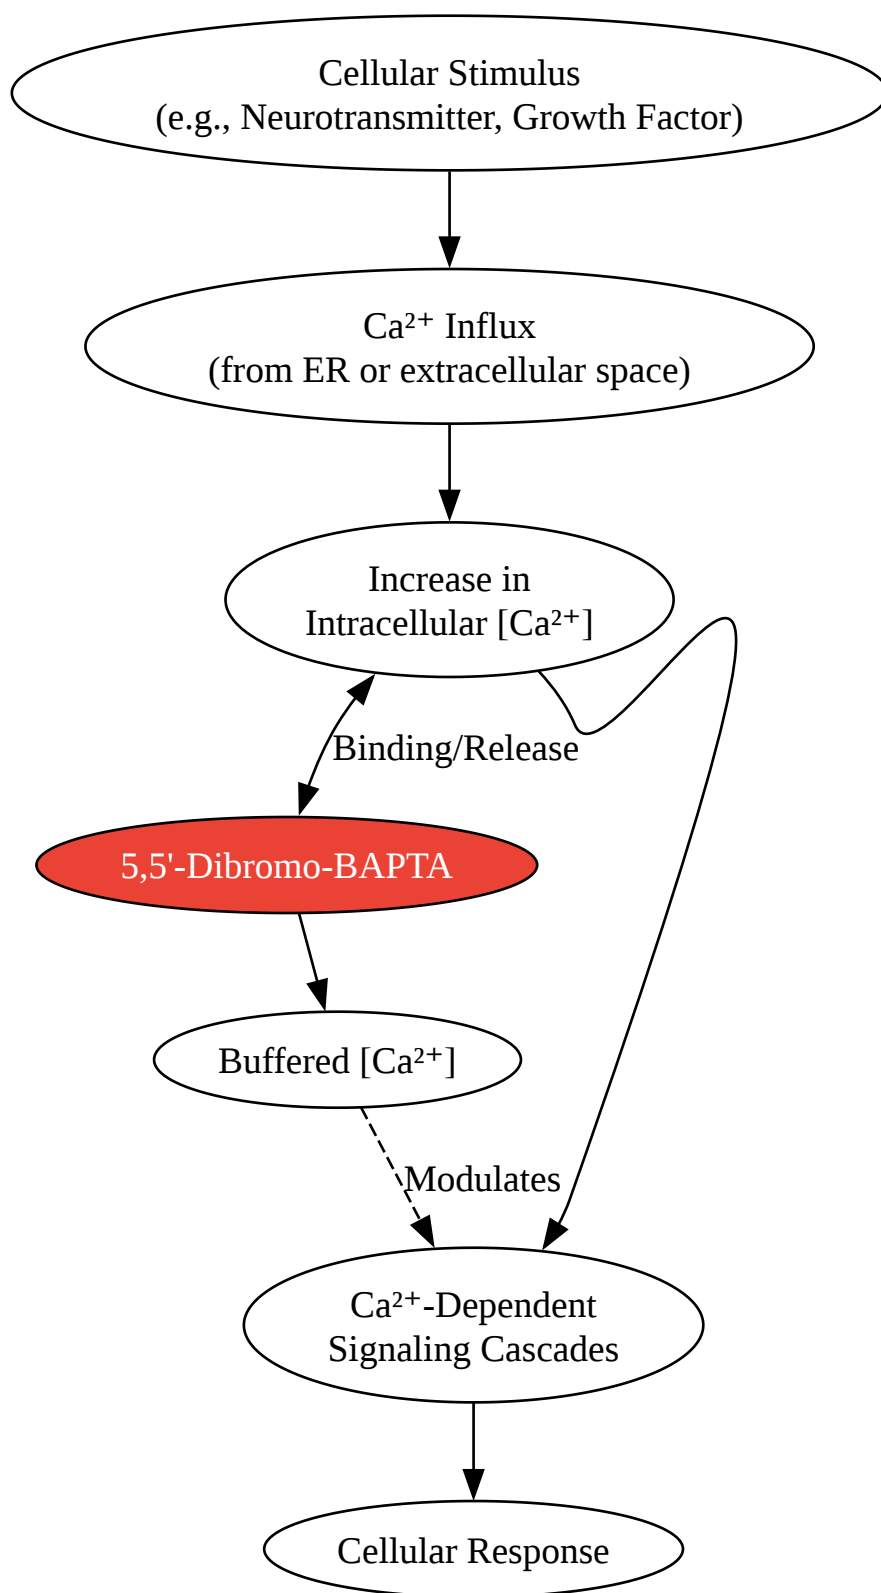 Cellular Stimulus
(e.g., Neurotransmitter, Growth Factor)
Ca²⁺ Influx
(from ER or extracellular space)
Increase in
Intracellular [Ca²⁺]
Binding/Release
5,5'-Dibromo-BAPTA
Buffered [Ca²⁺]
Modulates
Ca²⁺-Dependent
Signaling Cascades
Cellular Response